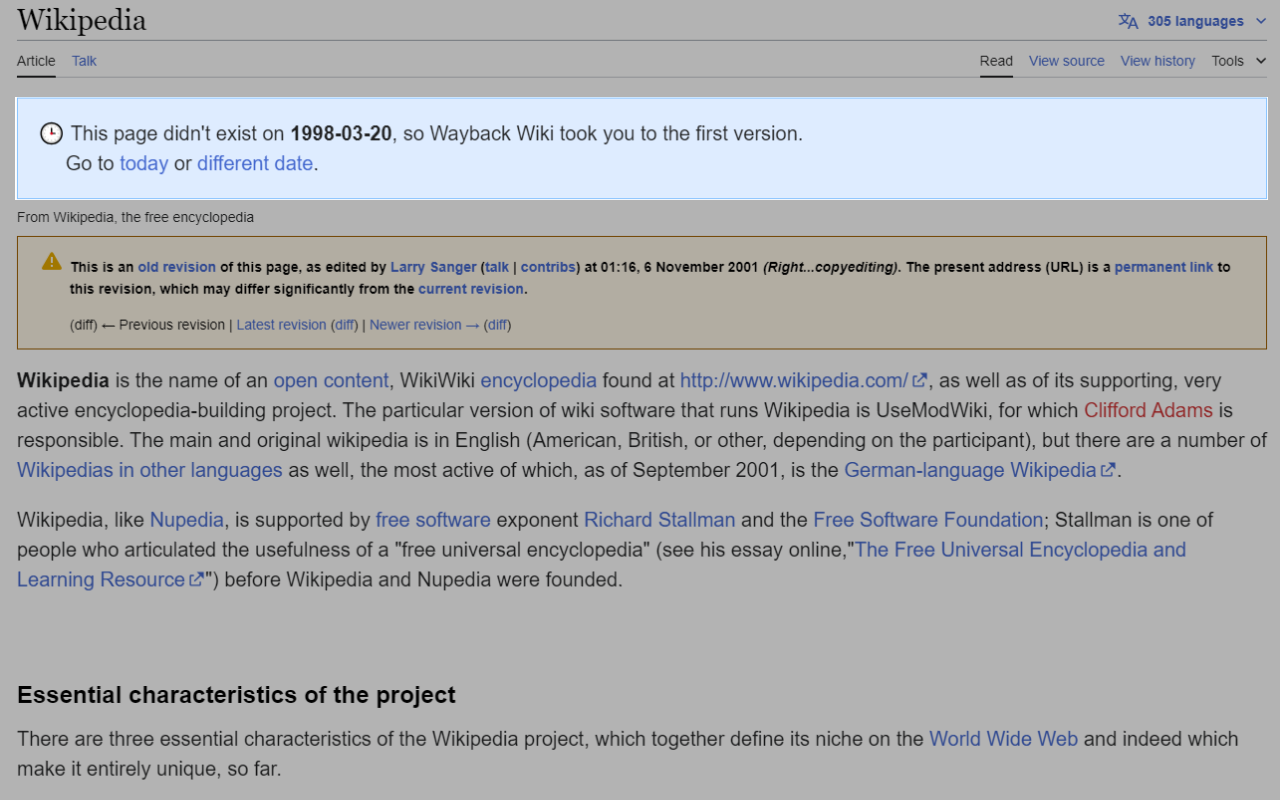 Wikipedia
305 languages
Article Talk Read View source View history Tools
This page didn't exist on 1998-03-20, so Wayback Wiki took you to the first version.
Go to today or different date.
From Wikipedia, the free encyclopedia
This is an old revision of this page, as edited by Larry Sanger (talk | contribs) at 01:16, 6 November 2001 (Right...copyediting). The present address (URL) is a permanent link to
this revision, which may differ significantly from the current revision.
(diff) ← Previous revision | Latest revision (diff) | Newer revision → (diff)
Wikipedia is the name of an open content, WikiWiki encyclopedia found at http://www.wikipedia.com/, as well as of its supporting, very
active encyclopedia-building project. The particular version of wiki software that runs Wikipedia is UseModWiki, for which Clifford Adams is
responsible. The main and original wikipedia is in English (American, British, or other, depending on the participant), but there are a number of
Wikipedias in other languages as well, the most active of which, as of September 2001, is the German-language Wikipedia.
Wikipedia, like Nupedia, is supported by free software exponent Richard Stallman and the Free Software Foundation; Stallman is one of
people who articulated the usefulness of a "free universal encyclopedia" (see his essay online,"The Free Universal Encyclopedia and
Learning Resource") before Wikipedia and Nupedia were founded.
Essential characteristics of the project
There are three essential characteristics of the Wikipedia project, which together define its niche on the World Wide Web and indeed which
make it entirely unique, so far.